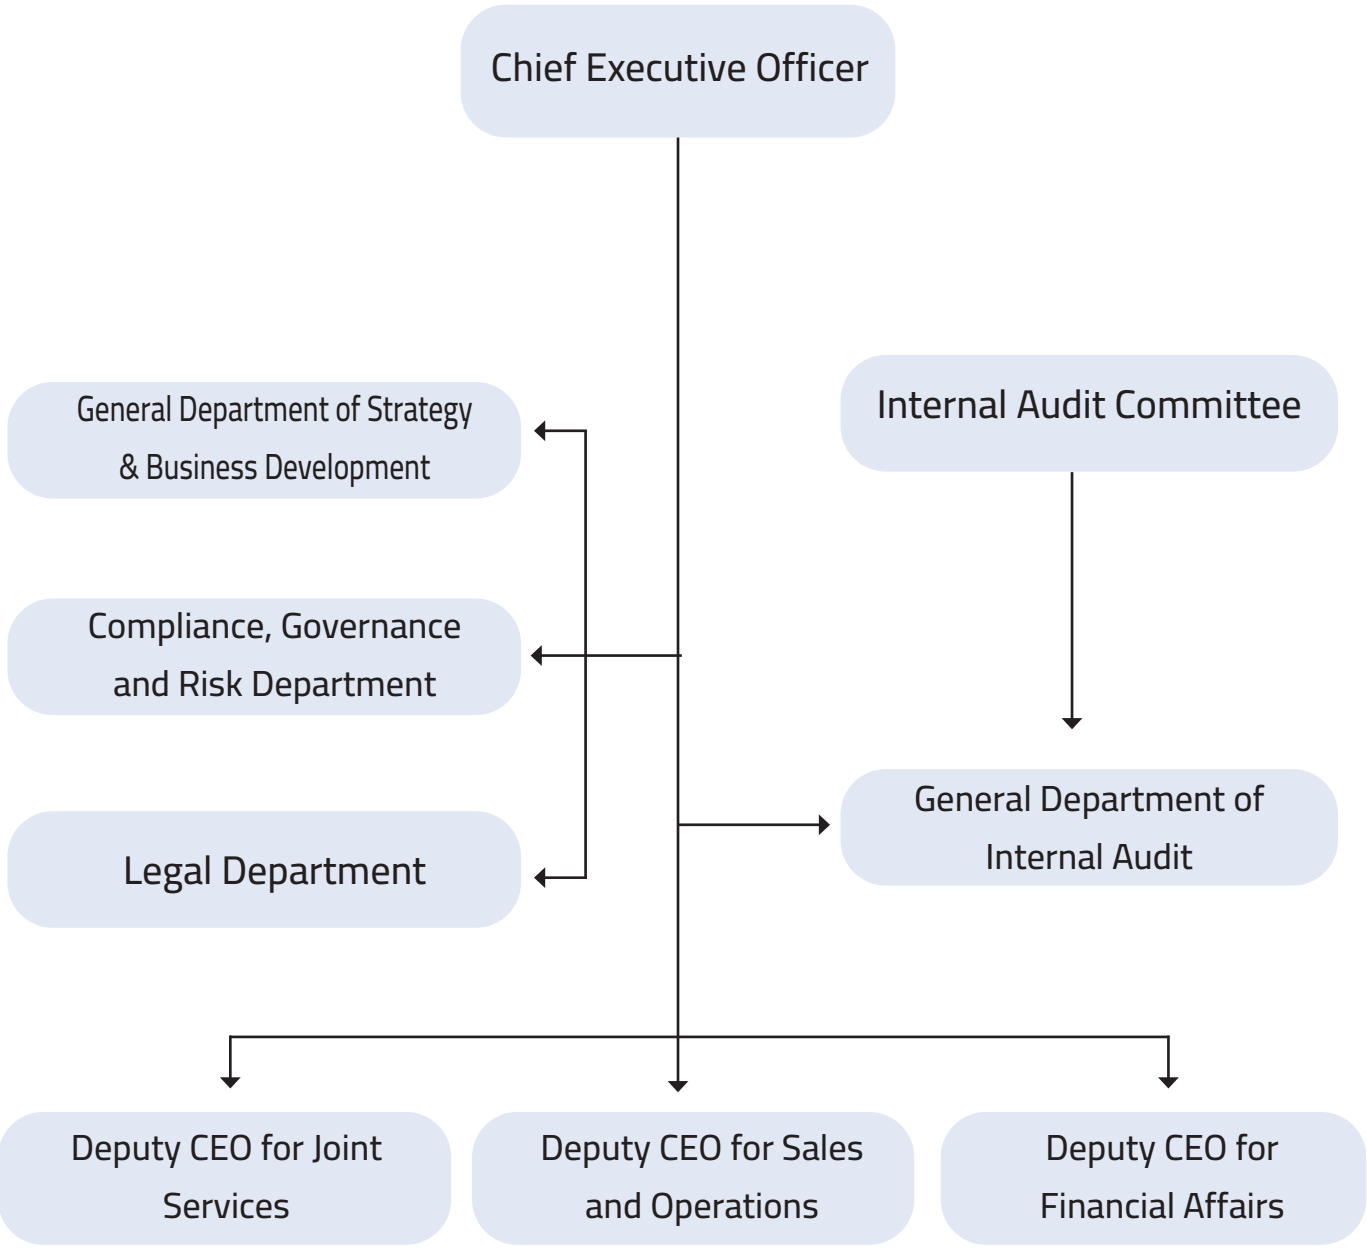 Chief Executive Officer
General Department of Strategy
& Business Development
Internal Audit Committee
Compliance, Governance
and Risk Department
General Department of
Internal Audit
Legal Department
Deputy CEO for Joint
Services
Deputy CEO for Sales
and Operations
Deputy CEO for
Financial Affairs